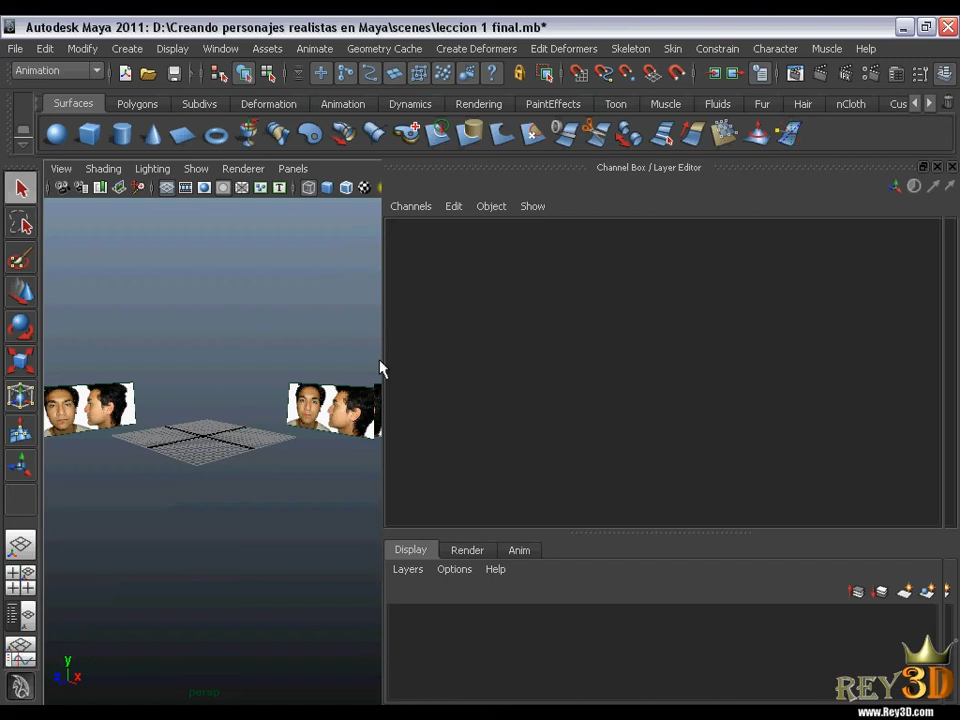 Autodesk Maya 2011: D:\Creando personajes realistas en Maya\scenes\leccion 1 final.mb*
File Edit Modify Create Display Window Assets Animate Geometry Cache Create Deformers Edit Deformers Skeleton Skin Constrain Character Muscle Help
Animation
IPR
Surfaces Polygons Subdivs Deformation Animation Dynamics Rendering PaintEffects Toon Muscle Fluids Fur Hair nCloth Cus
View Shading Lighting Show Renderer Panels
Channel Box / Layer Editor
T
Channels Edit Object Show
Display Render Anim
Layers Options Help
y
z x
persp
REY3D
www.Rey3D.com